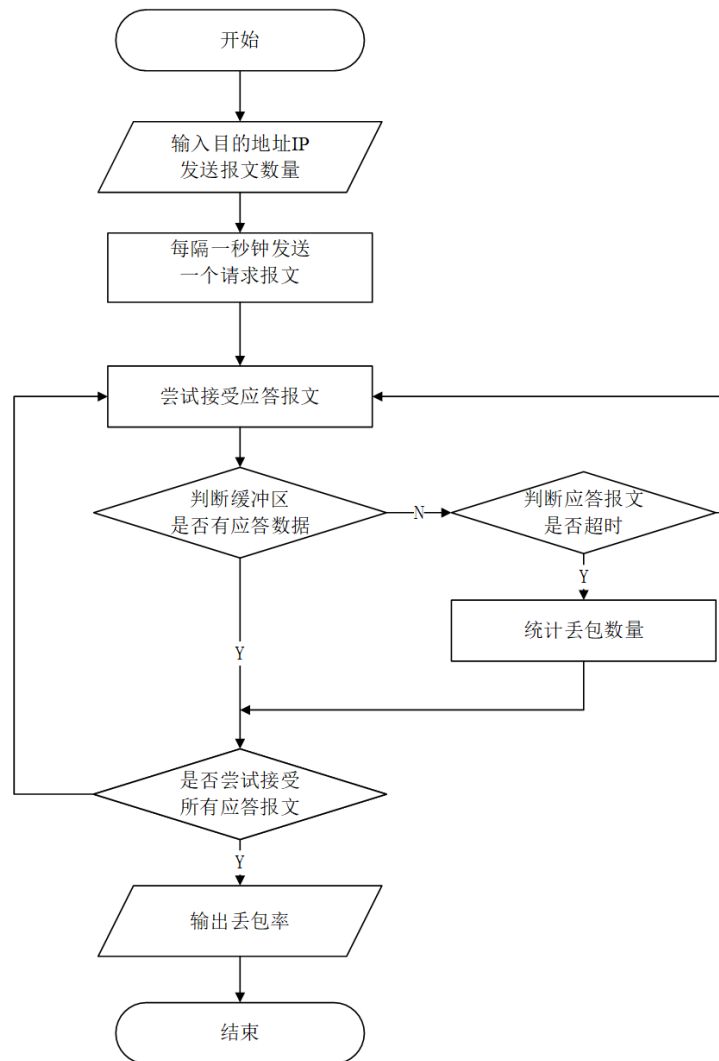 开始
输入目的地址IP
发送报文数量
每隔一秒钟发送
一个请求报文
尝试接受应答报文
判断缓冲区
是否有应答数据
N
判断应答报文
是否超时
Y
统计丢包数量
Y
是否尝试接受
所有应答报文
Y
输出丢包率
结束